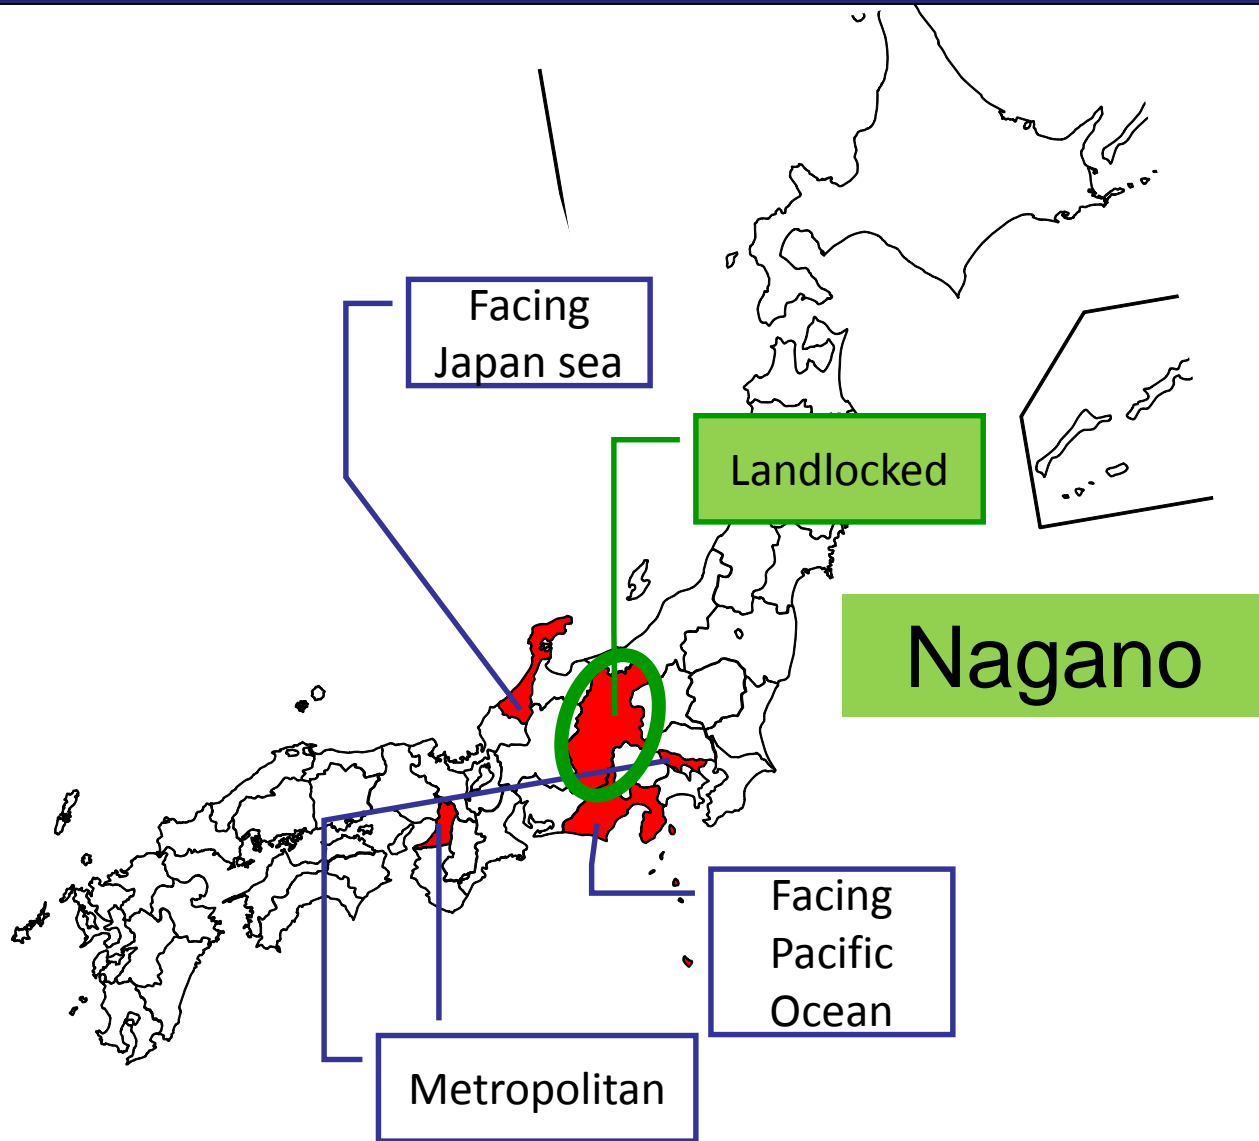 Facing
Japan sea
Landlocked
Nagano
Facing
Pacific
Ocean
Metropolitan